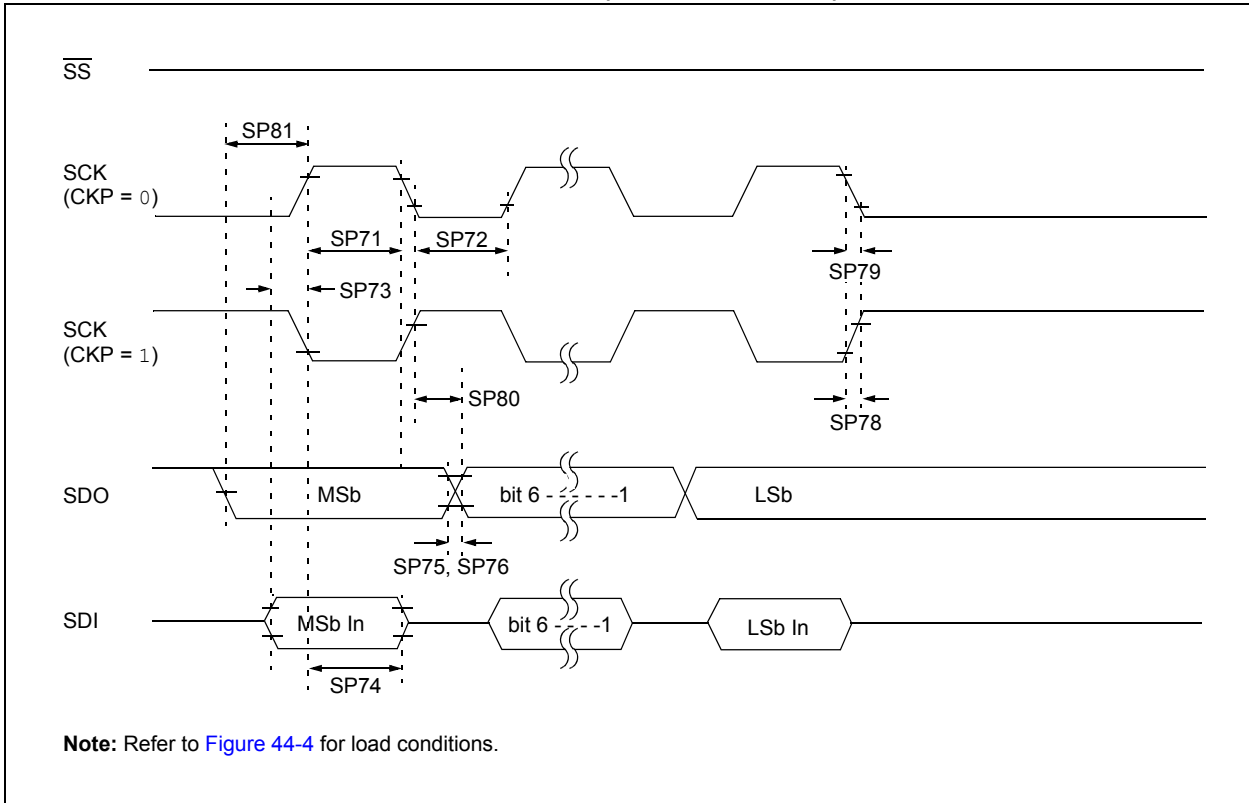 SS
SP81
SCK
(CKP = 0)
SP71
SP72
SP79
SP73
SCK
(CKP = 1)
SP80
SP78
SDO
MSb
bit 6 - - - - - -1
LSb
SP75, SP76
SDI
MSb In
bit 6 - - - -1
LSb In
SP74
Note: Refer to Figure 44-4 for load conditions.